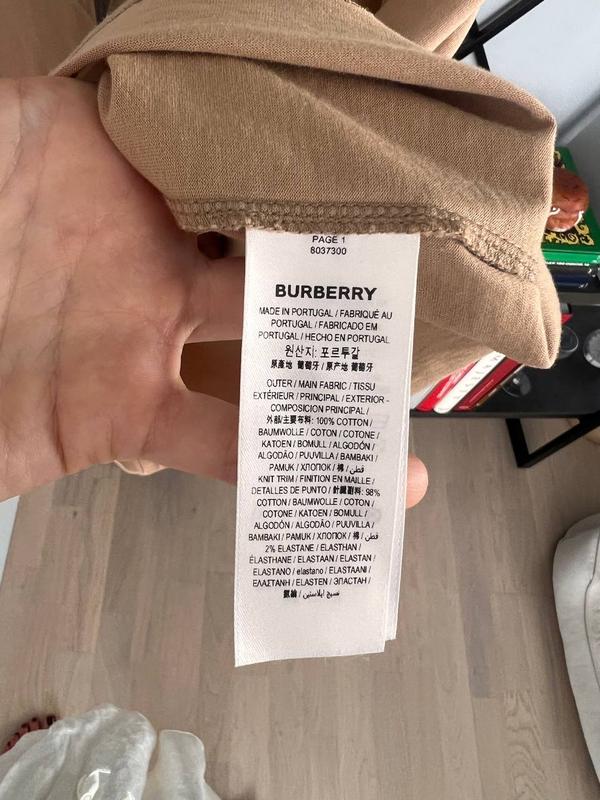 PAGE 1
8037300
BURBERRY
MADE IN PORTUGAL / FABRIQUÉ AU
PORTUGAL / FABRICADO EM
PORTUGAL / HECHO EN PORTUGAL
원산지: 포르투갈
原產地 葡萄牙 / 原产地 葡萄牙
OUTER / MAIN FABRIC / TISSU
EXTÉRIEUR / PRINCIPAL / EXTERIOR -
COMPOSICIÓN PRINCIPAL /
外部/主要布料: 100% COTTON /
BAUMWOLLE / COTON / COTONE /
KATOEN / BOMULL / ALGODÓN /
ALGODÃO / PUUVILLA / BAMBAKI /
PAMUK / ХЛОПОК / 棉 / قطن /
KNIT TRIM / FINITION EN MAILLE /
DETALLES DE PUNTO / 針織副料: 98%
COTTON / BAUMWOLLE / COTON /
COTONE / KATOEN / BOMULL /
ALGODÓN / ALGODÃO / PUUVILLA /
BAMBAKI / PAMUK / ХЛОПОК / 棉 / قطن /
2% ELASTANE / ELASTHAN /
ÉLASTHANE / ELASTAAN / ELASTAN /
ELASTANO / elastano / ELASTAANI /
ΕΛΑΣΤΑΝΗ / ELASTEN / ЭЛАСТАН /
氨綸 / نسيج ايلاستين